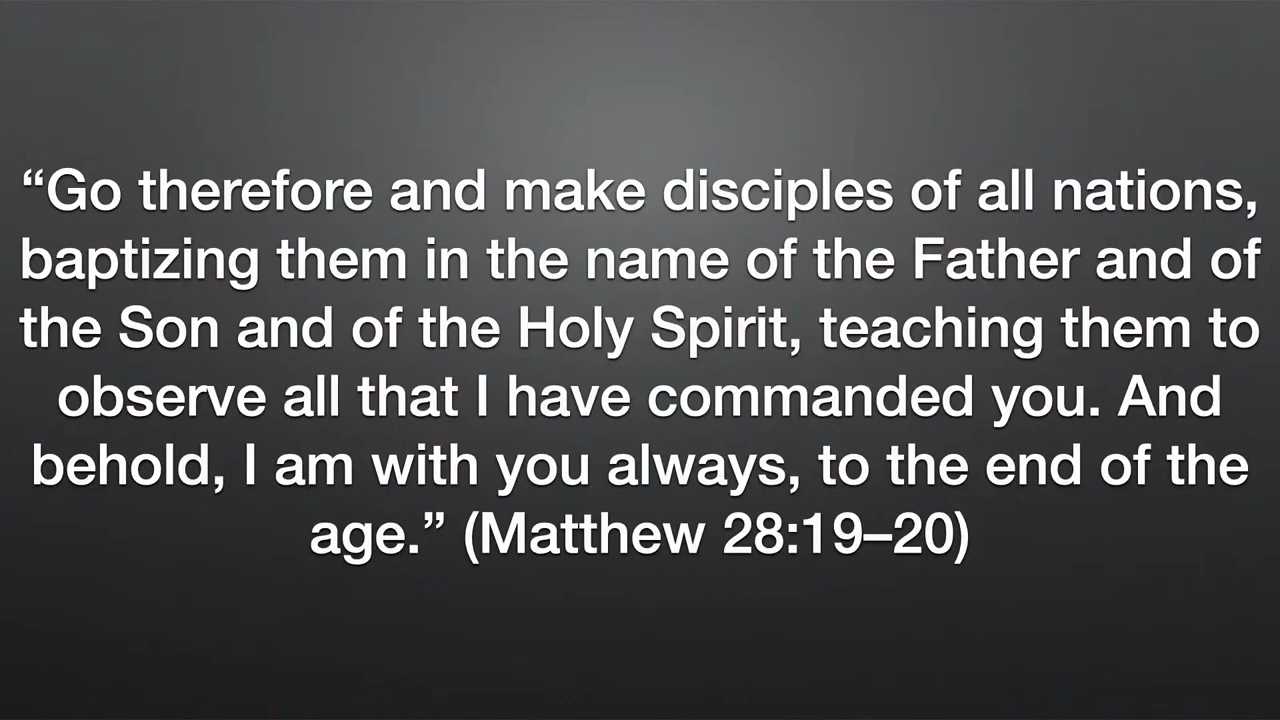 “Go therefore and make disciples of all nations,
baptizing them in the name of the Father and of
the Son and of the Holy Spirit, teaching them to
observe all that I have commanded you. And
behold, I am with you always, to the end of the
age.” (Matthew 28:19–20)